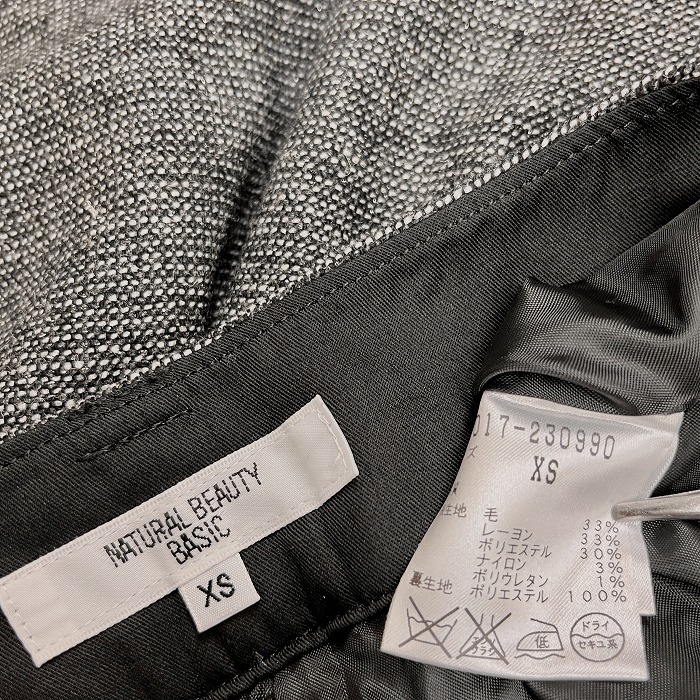 NATURAL BEAUTY
BASIC
XS
017-230990
ズ XS
生地 毛 33%
レーヨン 33%
ポリエステル 30%
ナイロン 3%
ポリウレタン 1%
裏生地 ポリエステル 100%
低
ドライ
セキユ系